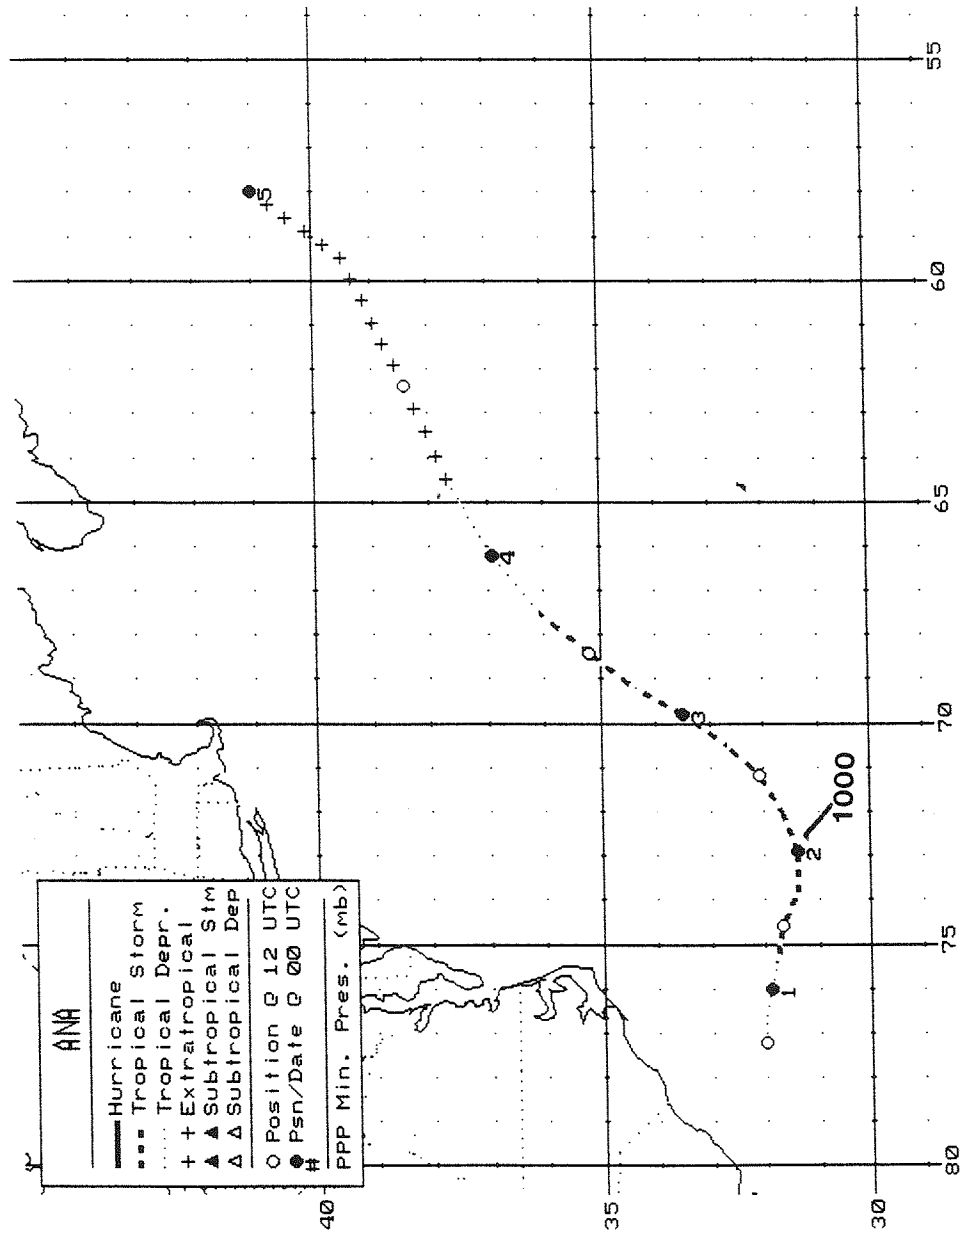 ANA
Hurricane
Tropical Storm
Tropical Depr.
Extratropical
Subtropical Stm
Subtropical Dep
Position @ 12 UTC
Psn/Date @ 00 UTC
#
PPP Min. Pres. (mb)
40
35
30
80
75
70
65
60
55
1
2
1000
3
4
5